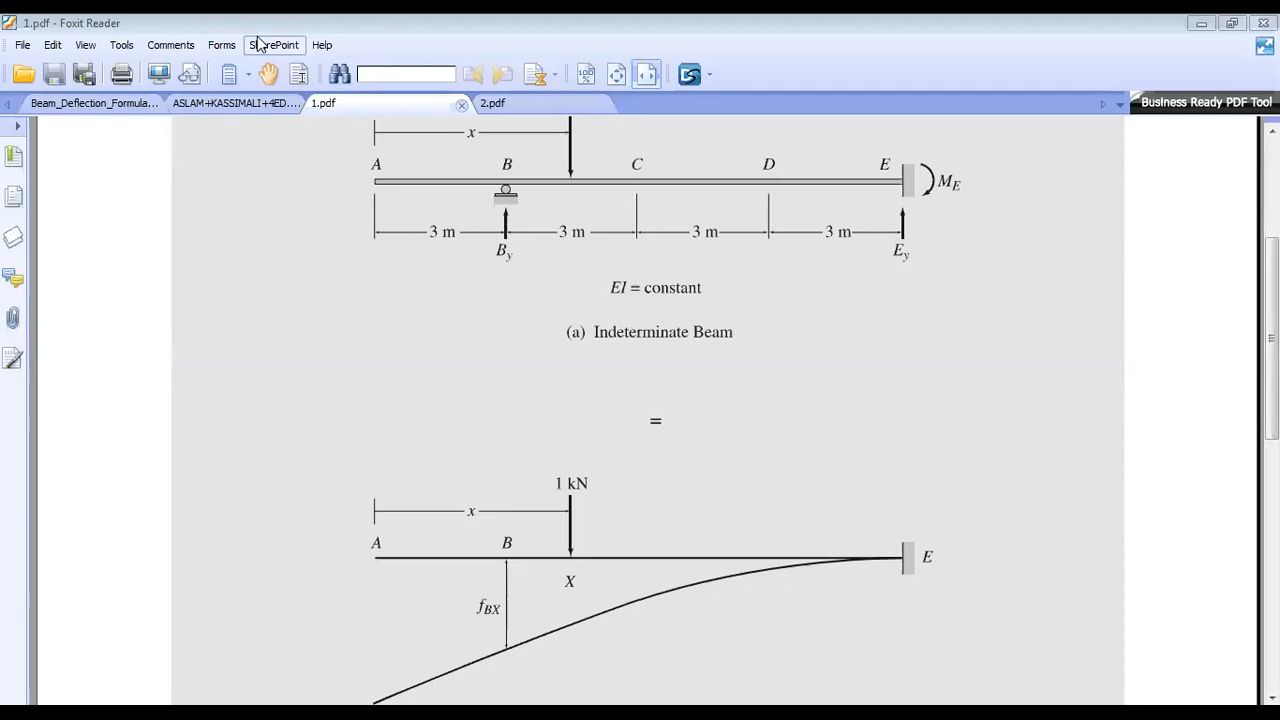 1.pdf - Foxit Reader
File Edit View Tools Comments Forms SharePoint Help
Beam_Deflection_Formula... ASLAM+KASSIMALI+4ED.... 1.pdf 2.pdf Business Ready PDF Tool
x
A B C D E M_E
3 m 3 m 3 m 3 m
B_y E_y
EI = constant
(a) Indeterminate Beam
=
1 kN
x
A B E
X
f_BX